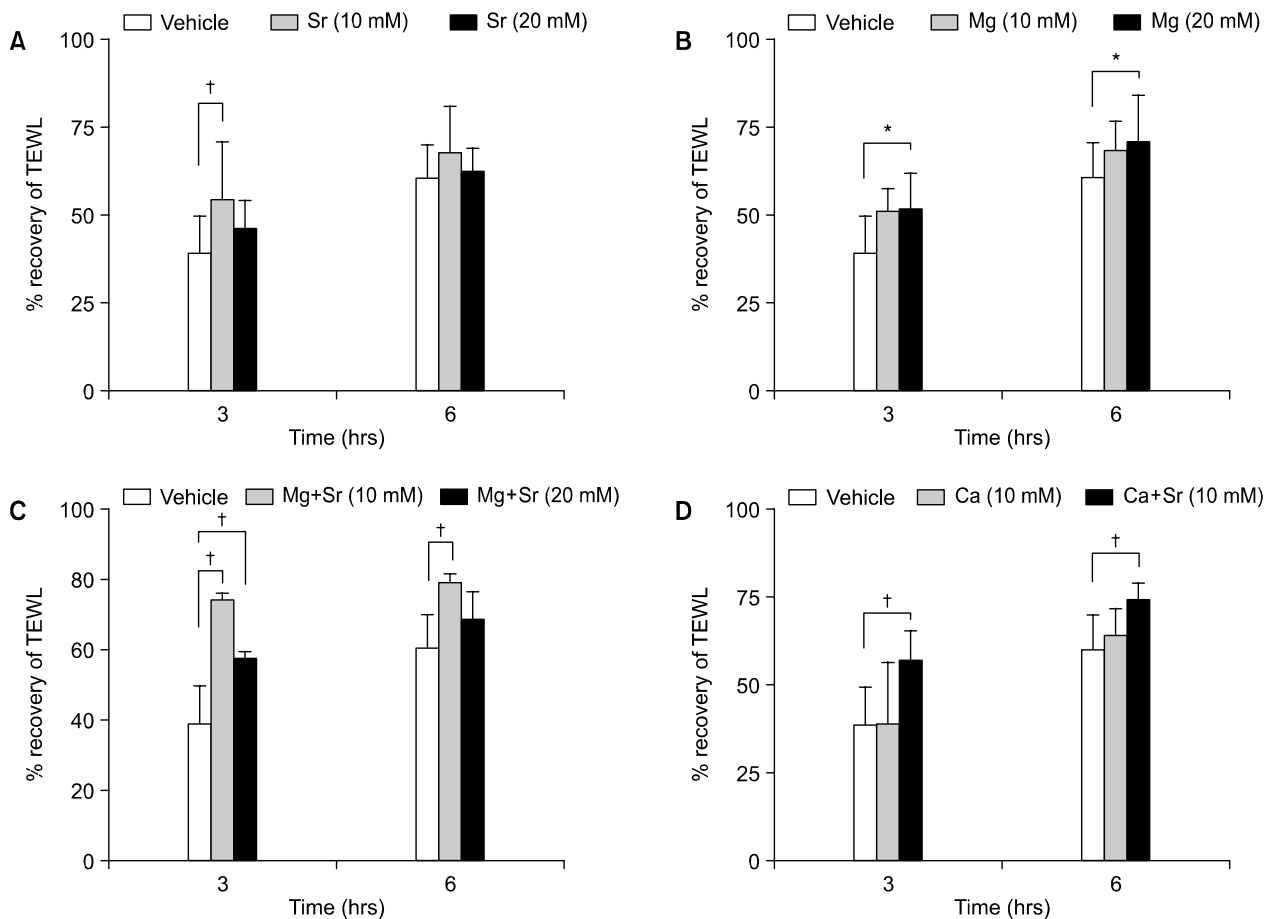 A
Vehicle Sr (10 mM) Sr (20 mM)
100
75
50
25
0
% recovery of TEWL
†
3 6
Time (hrs)
B
Vehicle Mg (10 mM) Mg (20 mM)
100
75
50
25
0
% recovery of TEWL
* *
3 6
Time (hrs)
C
Vehicle Mg+Sr (10 mM) Mg+Sr (20 mM)
100
80
60
40
20
0
% recovery of TEWL
†
† †
3 6
Time (hrs)
D
Vehicle Ca (10 mM) Ca+Sr (10 mM)
100
75
50
25
0
% recovery of TEWL
† †
3 6
Time (hrs)